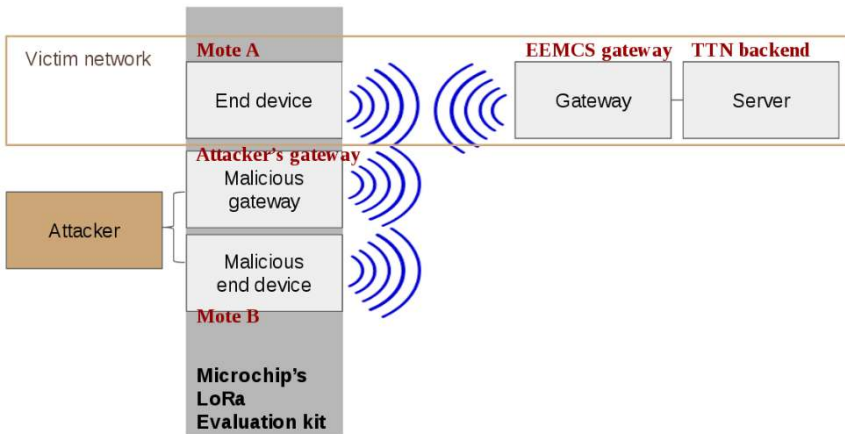 Victim network
Mote A
EEMCS gateway
TTN backend
End device
Gateway
Server
Attacker's gateway
Malicious
gateway
Attacker
Malicious
end device
Mote B
Microchip's
LoRa
Evaluation kit